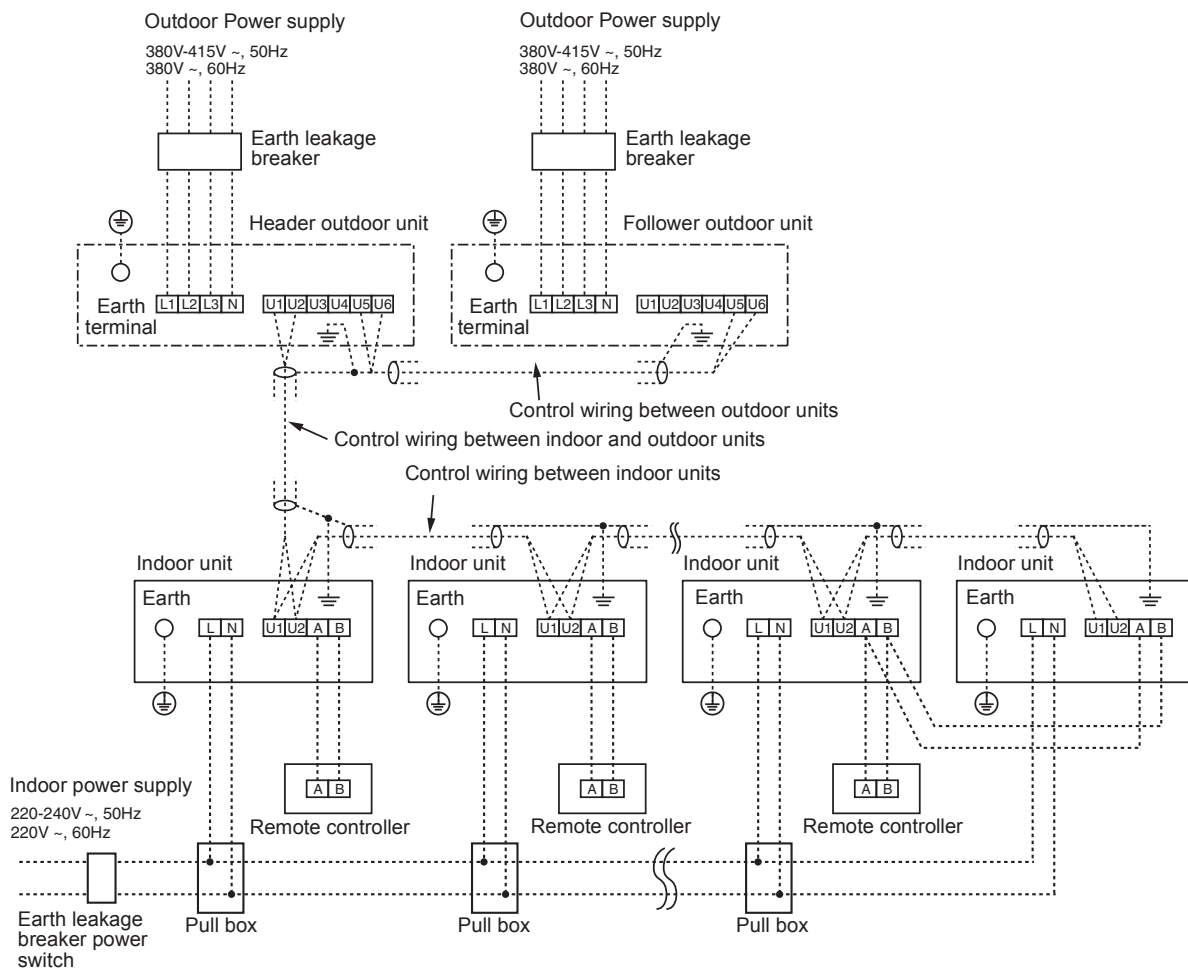 Outdoor Power supply
380V-415V ~, 50Hz
380V ~, 60Hz
Outdoor Power supply
380V-415V ~, 50Hz
380V ~, 60Hz
Earth leakage
breaker
Earth leakage
breaker
Header outdoor unit
Follower outdoor unit
Earth
terminal
L1 L2 L3 N
U1 U2 U3 U4 U5 U6
Earth
terminal
L1 L2 L3 N
U1 U2 U3 U4 U5 U6
Control wiring between outdoor units
Control wiring between indoor and outdoor units
Control wiring between indoor units
Indoor unit
Indoor unit
Indoor unit
Indoor unit
Earth
L N
U1 U2 A B
Earth
L N
U1 U2 A B
Earth
L N
U1 U2 A B
Earth
L N
U1 U2 A B
A B
Remote controller
A B
Remote controller
A B
Remote controller
Indoor power supply
220-240V ~, 50Hz
220V ~, 60Hz
Earth leakage
breaker power
switch
Pull box
Pull box
Pull box